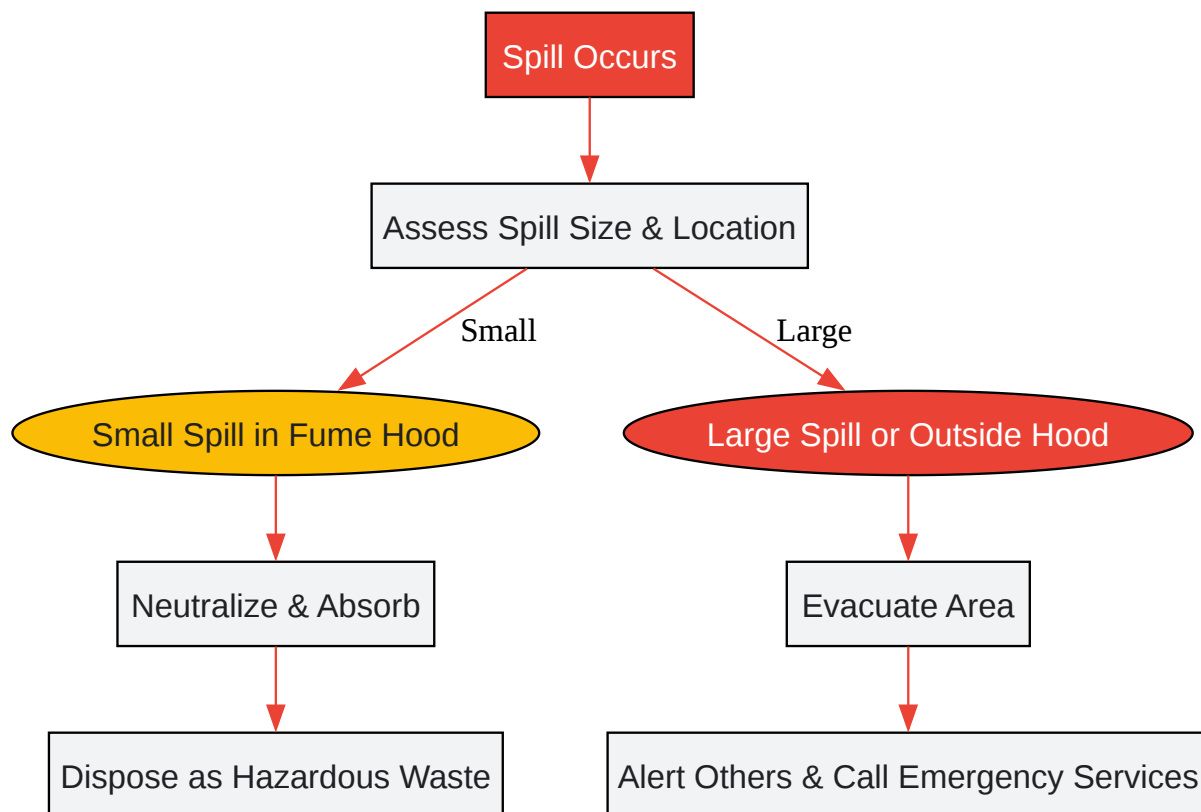 Spill Occurs
Assess Spill Size & Location
Small
Large
Small Spill in Fume Hood
Large Spill or Outside Hood
Neutralize & Absorb
Evacuate Area
Dispose as Hazardous Waste
Alert Others & Call Emergency Services